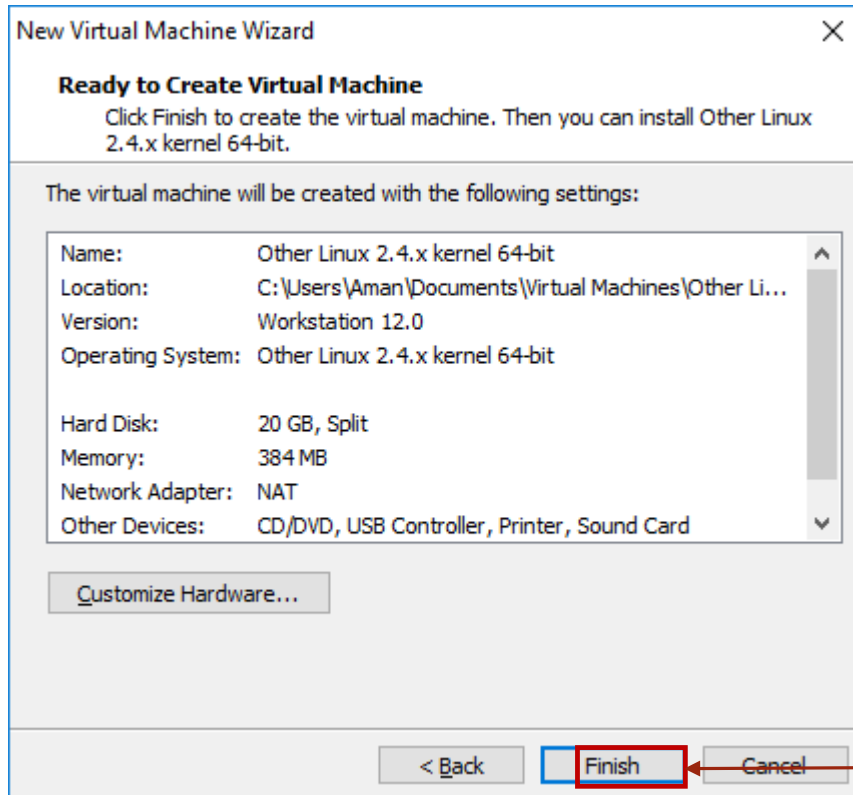 New Virtual Machine Wizard
Ready to Create Virtual Machine
Click Finish to create the virtual machine. Then you can install Other Linux
2.4.x kernel 64-bit.
The virtual machine will be created with the following settings:
Name: Other Linux 2.4.x kernel 64-bit
Location: C:\Users\Aman\Documents\Virtual Machines\Other Li...
Version: Workstation 12.0
Operating System: Other Linux 2.4.x kernel 64-bit
Hard Disk: 20 GB, Split
Memory: 384 MB
Network Adapter: NAT
Other Devices: CD/DVD, USB Controller, Printer, Sound Card
Customize Hardware...
< Back Finish Cancel